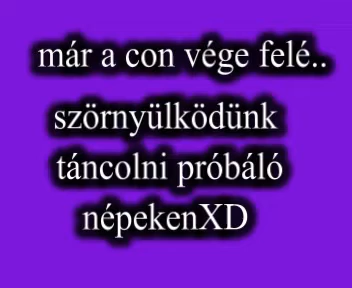 már a con vége felé..
szörnyülködünk
táncolni próbáló
népekenXD